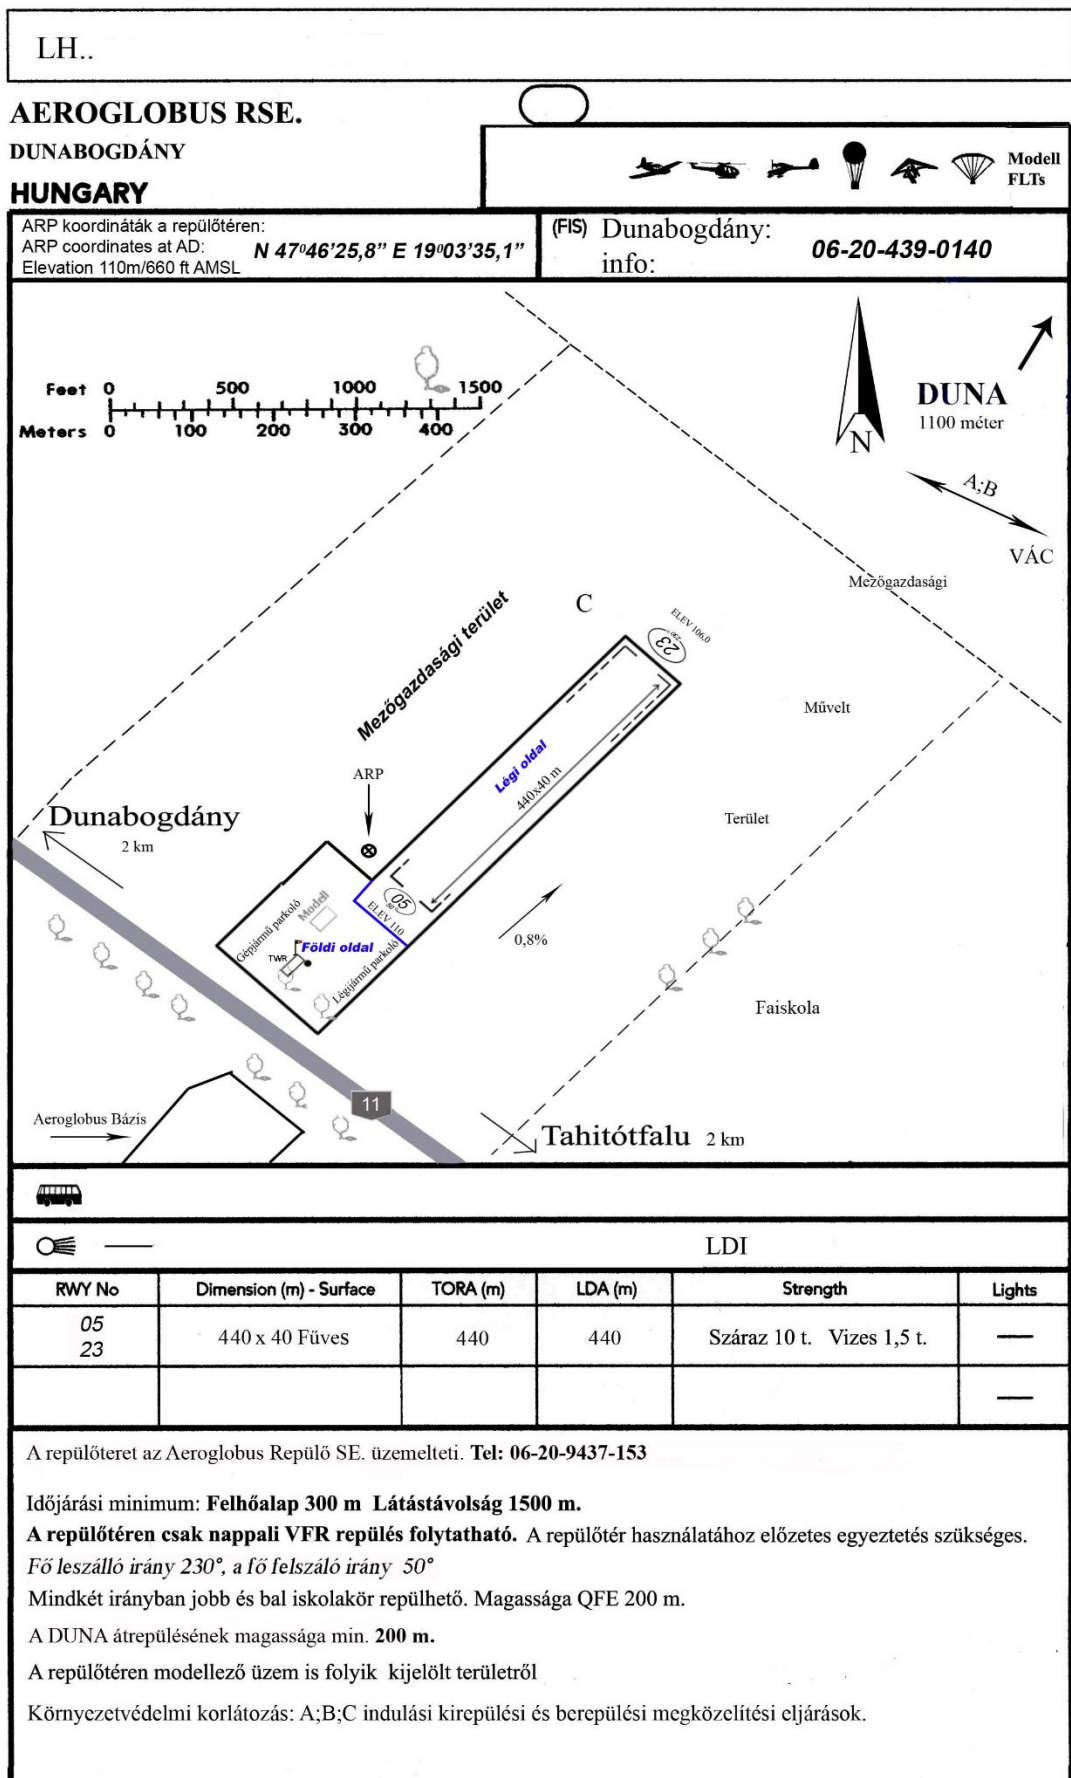 LH..
AEROGLOBUS RSE.
DUNABOGDÁNY
HUNGARY
Modell
FLTs
ARP koordináták a repülőtéren:
ARP coordinates at AD:
N 47⁰46'25,8” E 19⁰03'35,1”
Elevation 110m/660 ft AMSL
(FIS) Dunabogdány:
info:
06-20-439-0140
Feet 0 500 1000 1500
Meters 0 100 200 300 400
N
DUNA
1100 méter
A;B
VÁC
Mezőgazdasági
C
ELEV 106,0
23
230°
Mezőgazdasági terület
Művelt
Légi oldal
440x40 m
ARP
Dunabogdány
2 km
Terület
05
50°
ELEV 110
Modell
Gépjármű parkoló
Földi oldal
TWR
Légijármű parkoló
0,8%
Faiskola
11
Aeroglobus Bázis
Tahitótfalu 2 km
LDI
RWY No Dimension (m) - Surface TORA (m) LDA (m) Strength Lights
05
23
440 x 40 Füves 440 440 Száraz 10 t. Vizes 1,5 t. —
—
A repülőteret az Aeroglobus Repülő SE. üzemelteti. Tel: 06-20-9437-153
Időjárási minimum: Felhőalap 300 m Látástávolság 1500 m.
A repülőtéren csak nappali VFR repülés folytatható. A repülőtér használatához előzetes egyeztetés szükséges.
Fő leszálló irány 230°, a fő felszáló irány 50°
Mindkét irányban jobb és bal iskolakör repülhető. Magassága QFE 200 m.
A DUNA átrepülésének magassága min. 200 m.
A repülőtéren modellező üzem is folyik kijelölt területről
Környezetvédelmi korlátozás: A;B;C indulási kirepülési és berepülési megközelítési eljárások.